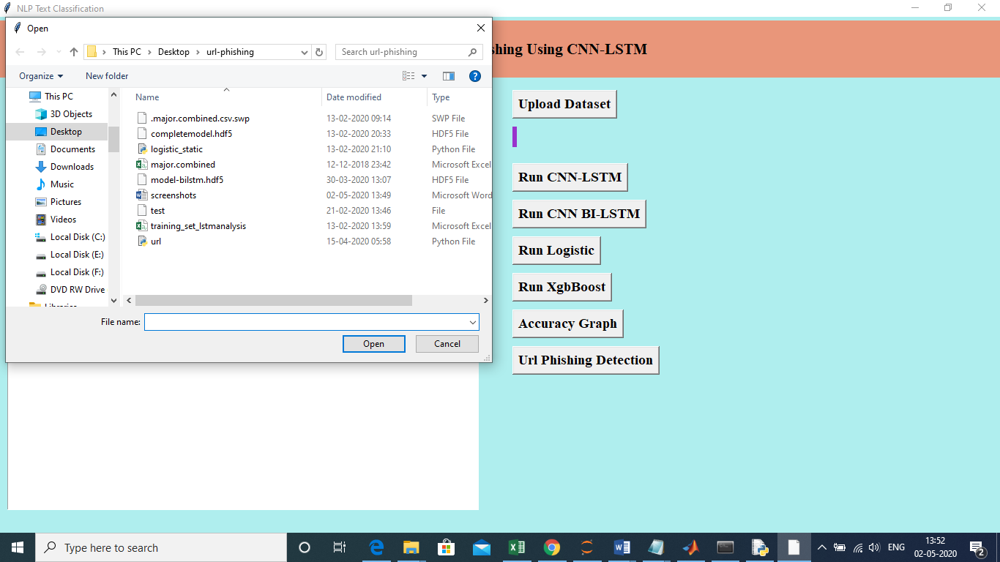 NLP Text Classification
Open
This PC > Desktop > url-phishing
Search url-phishing
shing Using CNN-LSTM
Organize
New folder
This PC
3D Objects
Desktop
Documents
Downloads
Music
Pictures
Videos
Local Disk (C:)
Local Disk (E:)
Local Disk (F:)
DVD RW Drive
Libraries
Name Date modified Type
.major.combined.csv.swp 13-02-2020 09:14 SWP File
completemodel.hdf5 13-02-2020 20:33 HDF5 File
logistic_static 13-02-2020 21:10 Python File
major.combined 12-12-2018 23:42 Microsoft Excel
model-bilstm.hdf5 30-03-2020 13:07 HDF5 File
screenshots 02-05-2020 13:49 Microsoft Word
test 21-02-2020 13:46 File
training_set_lstmanalysis 13-02-2020 13:59 Microsoft Excel
url 15-04-2020 05:58 Python File
File name:
Open
Cancel
Upload Dataset
Run CNN-LSTM
Run CNN BI-LSTM
Run Logistic
Run XgbBoost
Accuracy Graph
Url Phishing Detection
Type here to search
ENG
13:52
02-05-2020
2